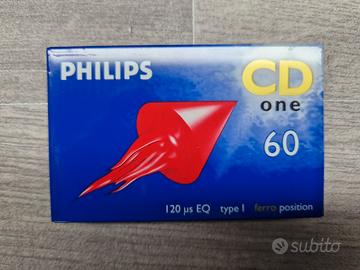 PHILIPS
CD
one
60
120 µs EQ type I ferro position
subito